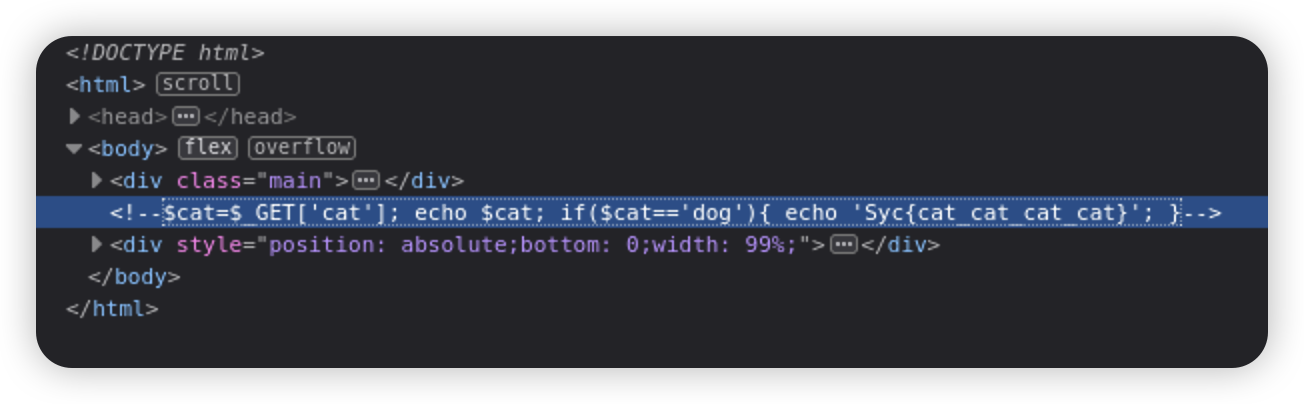 <!DOCTYPE html>
<html> scroll
<head>···</head>
<body> flex overflow
<div class="main">···</div>
<!--$cat=$_GET['cat']; echo $cat; if($cat=='dog'){ echo 'Syc{cat_cat_cat_cat}'; }-->
<div style="position: absolute;bottom: 0;width: 99%;">···</div>
</body>
</html>